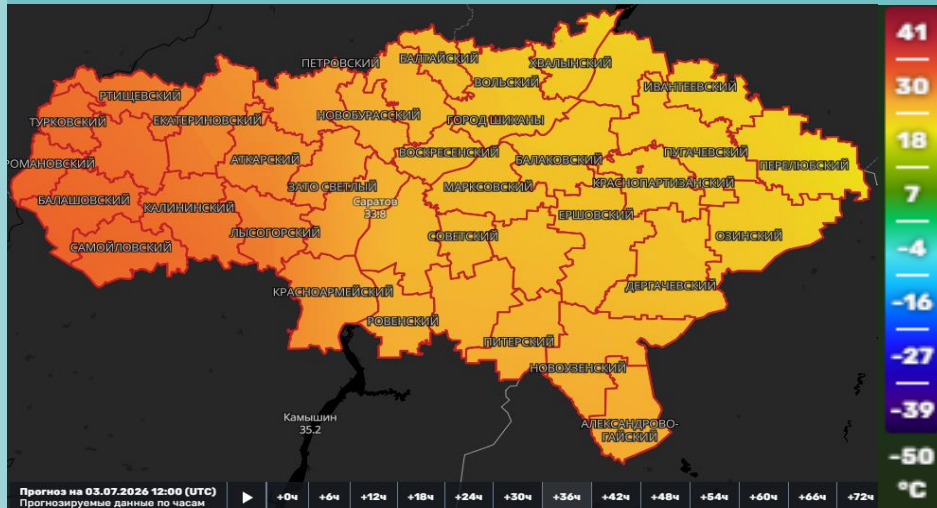 ПЕТРОВСКИЙ
БАЛТАЙСКИЙ
ХВАЛЫНСКИЙ
ВОЛЬСКИЙ
ИВАНТЕЕВСКИЙ
РТИЩЕВСКИЙ
ТУРКОВСКИЙ
ЕКАТЕРИНОВСКИЙ
НОВОБУРАССКИЙ
ГОРОД ШИХАНЫ
РОМАНОВСКИЙ
АТКАРСКИЙ
ВОСКРЕСЕНСКИЙ
БАЛАКОВСКИЙ
ПУГАЧЕВСКИЙ
ПЕРЕЛЮБСКИЙ
БАЛАШОВСКИЙ
КАЛИНИНСКИЙ
ЗАТО СВЕТЛЫЙ
МАРКСОВСКИЙ
КРАСНОПАРТИЗАНСКИЙ
Саратов
33.8
ЕРШОВСКИЙ
САМОЙЛОВСКИЙ
ЛЫСОГОРСКИЙ
СОВЕТСКИЙ
ОЗИНСКИЙ
КРАСНОАРМЕЙСКИЙ
ДЕРГАЧЕВСКИЙ
РОВЕНСКИЙ
ПИТЕРСКИЙ
НОВОУЗЕНСКИЙ
Камышин
35.2
АЛЕКСАНДРОВО-
ГАЙСКИЙ
41
30
18
7
-4
-16
-27
-39
-50
°C
Прогноз на 03.07.2026 12:00 (UTC)
Прогнозируемые данные по часам
+0ч +6ч +12ч +18ч +24ч +30ч +36ч +42ч +48ч +54ч +60ч +66ч +72ч